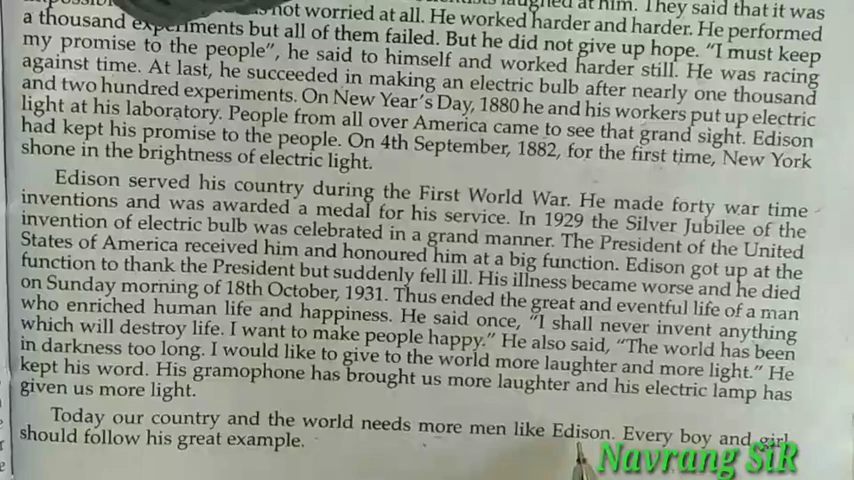 laughed at him. They said that it was
not worried at all. He worked harder and harder. He performed
a thousand experiments but all of them failed. But he did not give up hope. "I must keep
my promise to the people", he said to himself and worked harder still. He was racing
against time. At last, he succeeded in making an electric bulb after nearly one thousand
and two hundred experiments. On New Year's Day, 1880 he and his workers put up electric
light at his laboratory. People from all over America came to see that grand sight. Edison
had kept his promise to the people. On 4th September, 1882, for the first time, New York
shone in the brightness of electric light.
Edison served his country during the First World War. He made forty war time
inventions and was awarded a medal for his service. In 1929 the Silver Jubilee of the
invention of electric bulb was celebrated in a grand manner. The President of the United
States of America received him and honoured him at a big function. Edison got up at the
function to thank the President but suddenly fell ill. His illness became worse and he died
on Sunday morning of 18th October, 1931. Thus ended the great and eventful life of a man
who enriched human life and happiness. He said once, "I shall never invent anything
which will destroy life. I want to make people happy." He also said, "The world has been
in darkness too long. I would like to give to the world more laughter and more light." He
kept his word. His gramophone has brought us more laughter and his electric lamp has
given us more light.
Today our country and the world needs more men like Edison. Every boy and girl
should follow his great example.
Navrang SiR